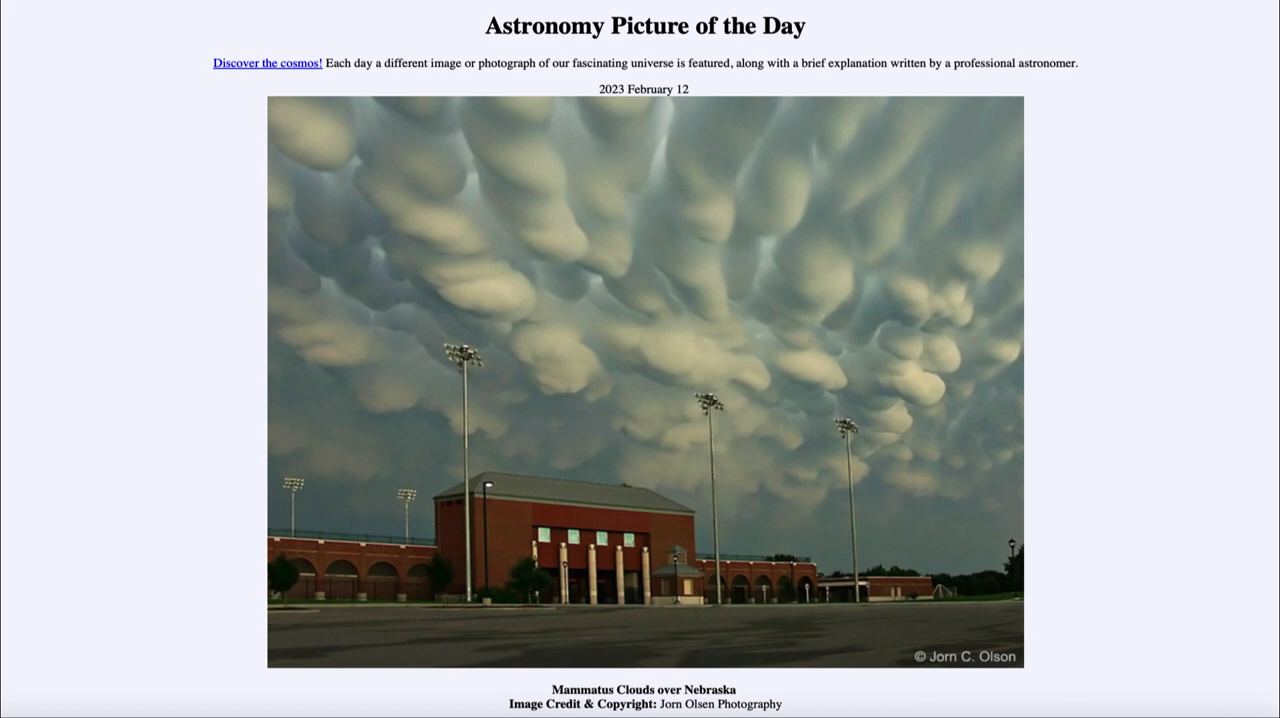 Astronomy Picture of the Day
Discover the cosmos! Each day a different image or photograph of our fascinating universe is featured, along with a brief explanation written by a professional astronomer.
2023 February 12
© Jorn C. Olson
Mammatus Clouds over Nebraska
Image Credit & Copyright: Jorn Olsen Photography